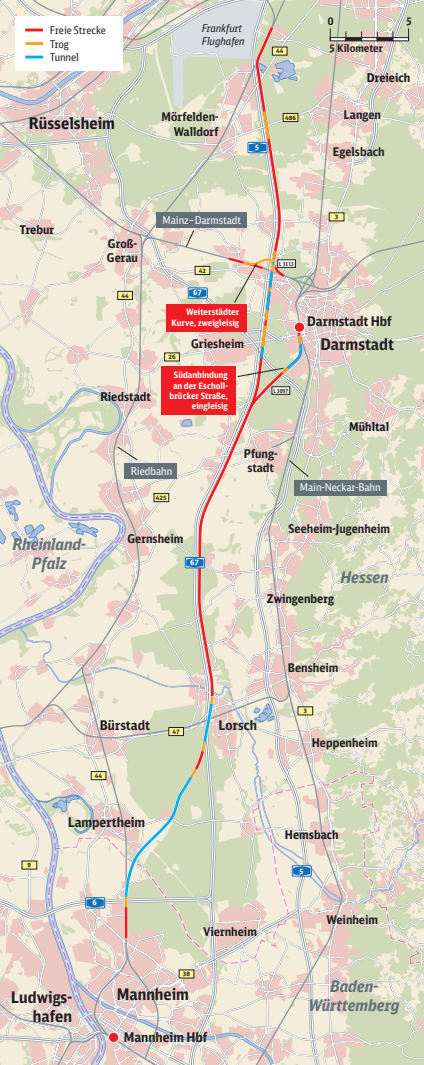 Freie Strecke
Trog
Tunnel
Frankfurt
Flughafen
0
5
5 Kilometer
44
Dreieich
Rüsselsheim
Mörfelden-
Walldorf
486
Langen
5
Egelsbach
Trebur
Mainz–Darmstadt
3
Groß-
Gerau
L 3113
42
67
44
Weiterstädter
Kurve, zweigleisig
Darmstadt Hbf
Griesheim
Darmstadt
26
Südanbindung
an der Escholl-
brücker Straße,
eingleisig
L 3097
Riedstadt
Mühltal
Pfung-
stadt
Riedbahn
Main-Neckar-Bahn
425
Gernsheim
Seeheim-Jugenheim
Rheinland-
Pfalz
67
Hessen
Zwingenberg
Bensheim
3
Bürstadt
Lorsch
47
Heppenheim
44
Lampertheim
Hemsbach
9
5
6
Weinheim
Viernheim
38
Ludwigs-
hafen
Mannheim
Baden-
Württemberg
Mannheim Hbf